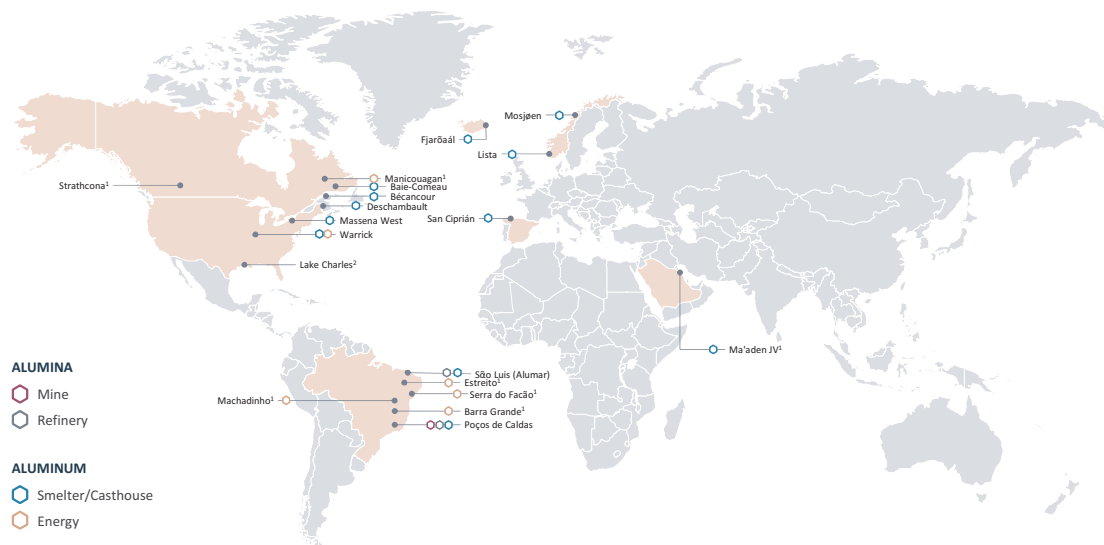 Mosjøen
Fjarðaál
Lista
Strathcona¹
Manicouagan¹
Baie-Comeau
Bécancour
Deschambault
San Ciprián
Massena West
Warrick
Lake Charles²
Ma'aden JV¹
ALUMINA
Mine
Refinery
São Luis (Alumar)
Estreito¹
Serra do Facão¹
Machadinho¹
Barra Grande¹
Poços de Caldas
ALUMINUM
Smelter/Casthouse
Energy